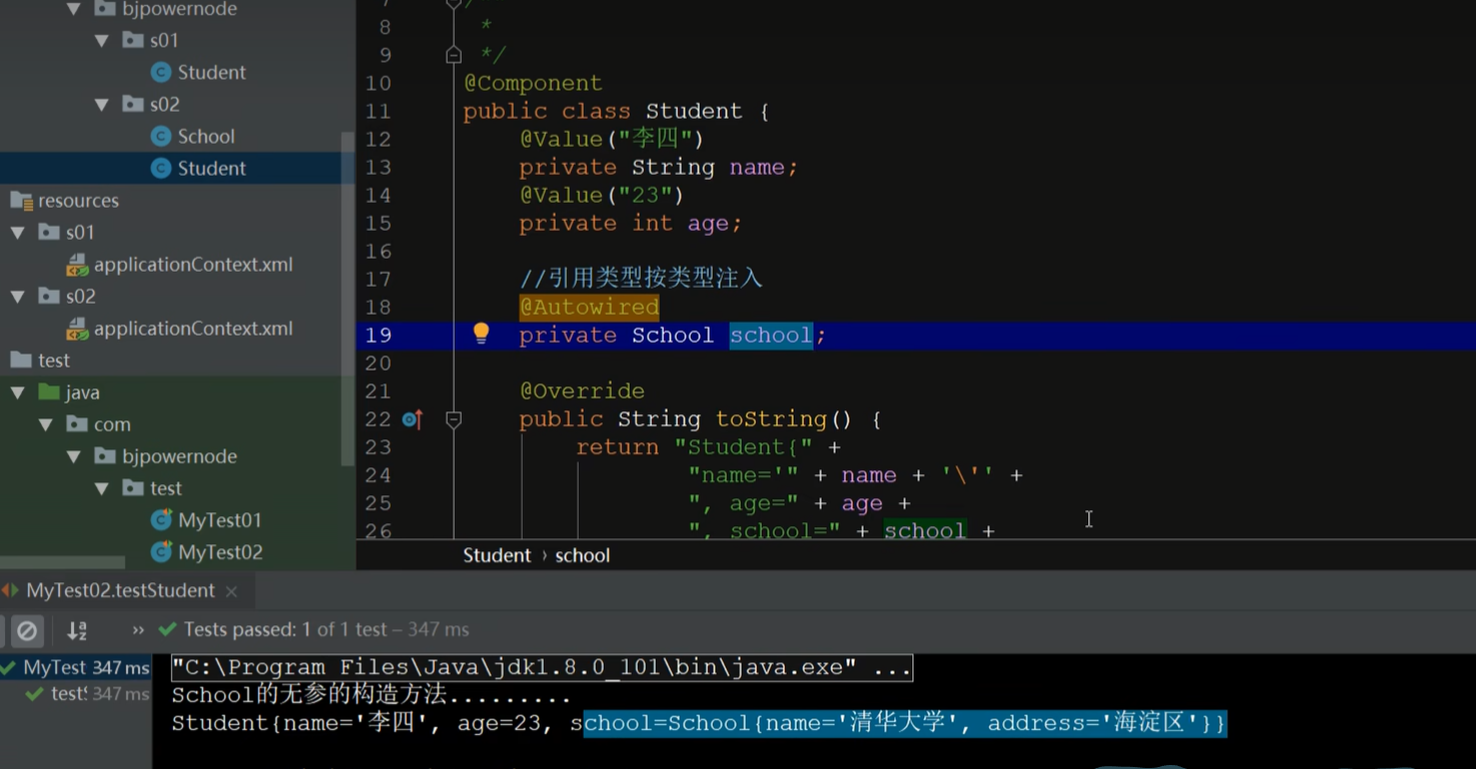 bjpowernode
s01
Student
s02
School
Student
resources
s01
applicationContext.xml
s02
applicationContext.xml
test
java
com
bjpowernode
test
MyTest01
MyTest02
7 /*
8 *
9 */
10 @Component
11 public class Student {
12 @Value("李四")
13 private String name;
14 @Value("23")
15 private int age;
16
17 //引用类型按类型注入
18 @Autowired
19 private School school;
20
21 @Override
22 public String toString() {
23 return "Student{" +
24 "name='" + name + '\'' +
25 ", age=" + age +
26 ", school=" + school +
Student › school
MyTest02.testStudent ×
» Tests passed: 1 of 1 test – 347 ms
MyTest 347 ms
test 347 ms
"C:\Program Files\Java\jdk1.8.0_101\bin\java.exe" ...
School的无参的构造方法.........
Student{name='李四', age=23, school=School{name='清华大学', address='海淀区'}}